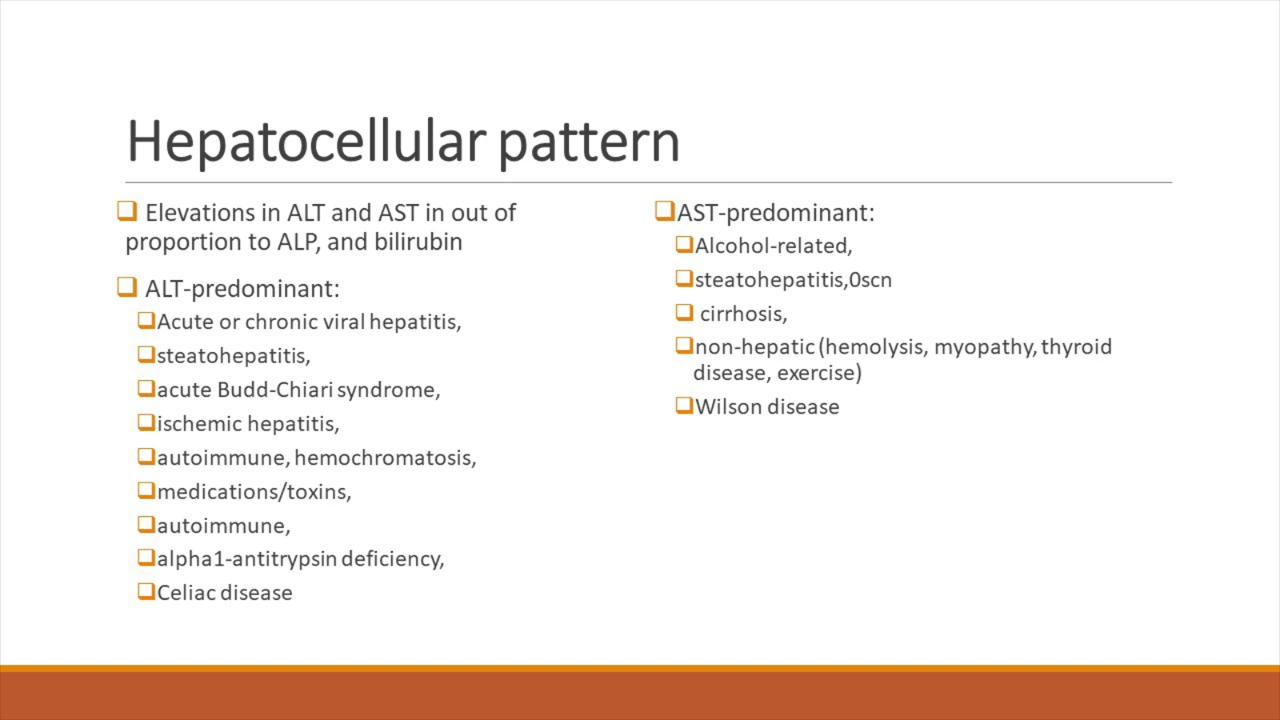 Hepatocellular pattern
Elevations in ALT and AST in out of
proportion to ALP, and bilirubin
ALT-predominant:
Acute or chronic viral hepatitis,
steatohepatitis,
acute Budd-Chiari syndrome,
ischemic hepatitis,
autoimmune, hemochromatosis,
medications/toxins,
autoimmune,
alpha1-antitrypsin deficiency,
Celiac disease
AST-predominant:
Alcohol-related,
steatohepatitis,0scn
cirrhosis,
non-hepatic (hemolysis, myopathy, thyroid
disease, exercise)
Wilson disease